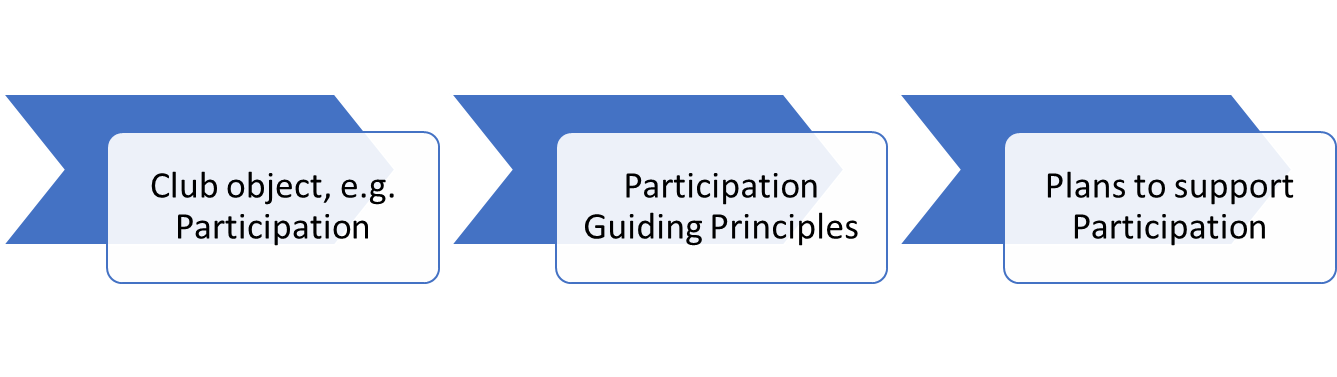 Club object, e.g.
Participation
Participation
Guiding Principles
Plans to support
Participation